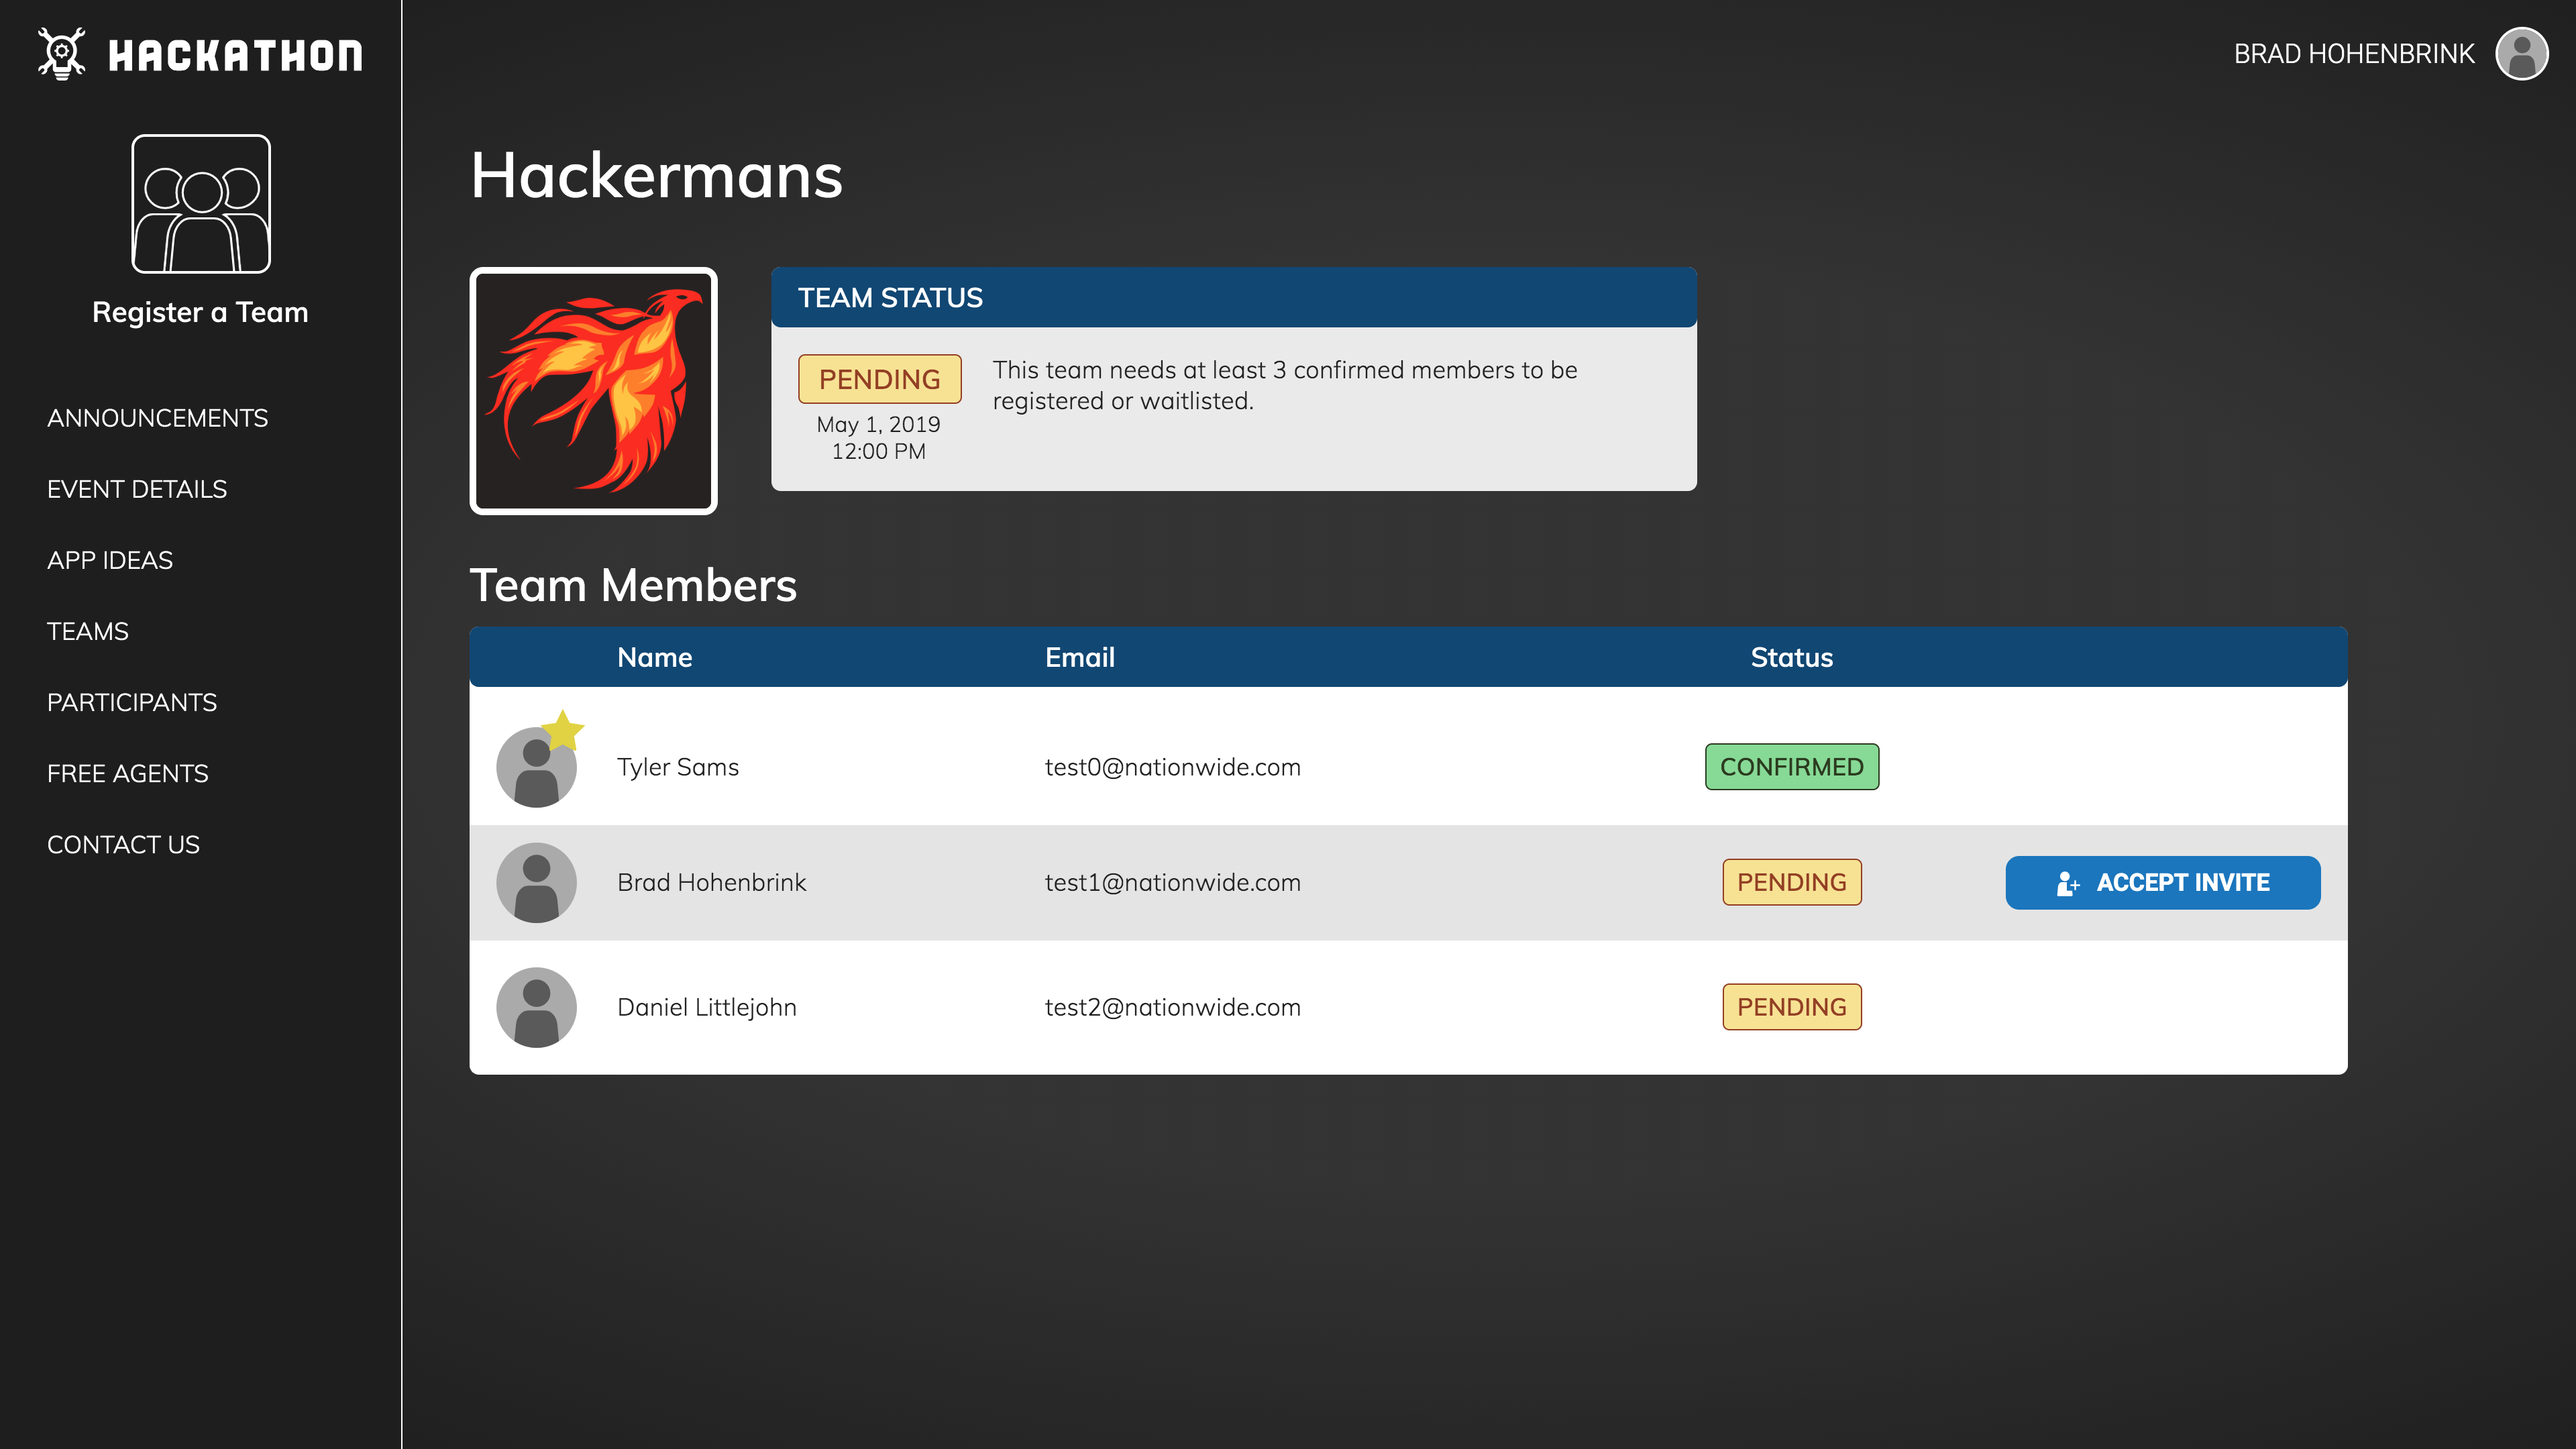 HACKATHON
BRAD HOHENBRINK
Register a Team
ANNOUNCEMENTS
EVENT DETAILS
APP IDEAS
TEAMS
PARTICIPANTS
FREE AGENTS
CONTACT US
Hackermans
TEAM STATUS
PENDING
May 1, 2019
12:00 PM
This team needs at least 3 confirmed members to be
registered or waitlisted.
Team Members
Name Email Status
Tyler Sams test0@nationwide.com CONFIRMED
Brad Hohenbrink test1@nationwide.com PENDING ACCEPT INVITE
Daniel Littlejohn test2@nationwide.com PENDING